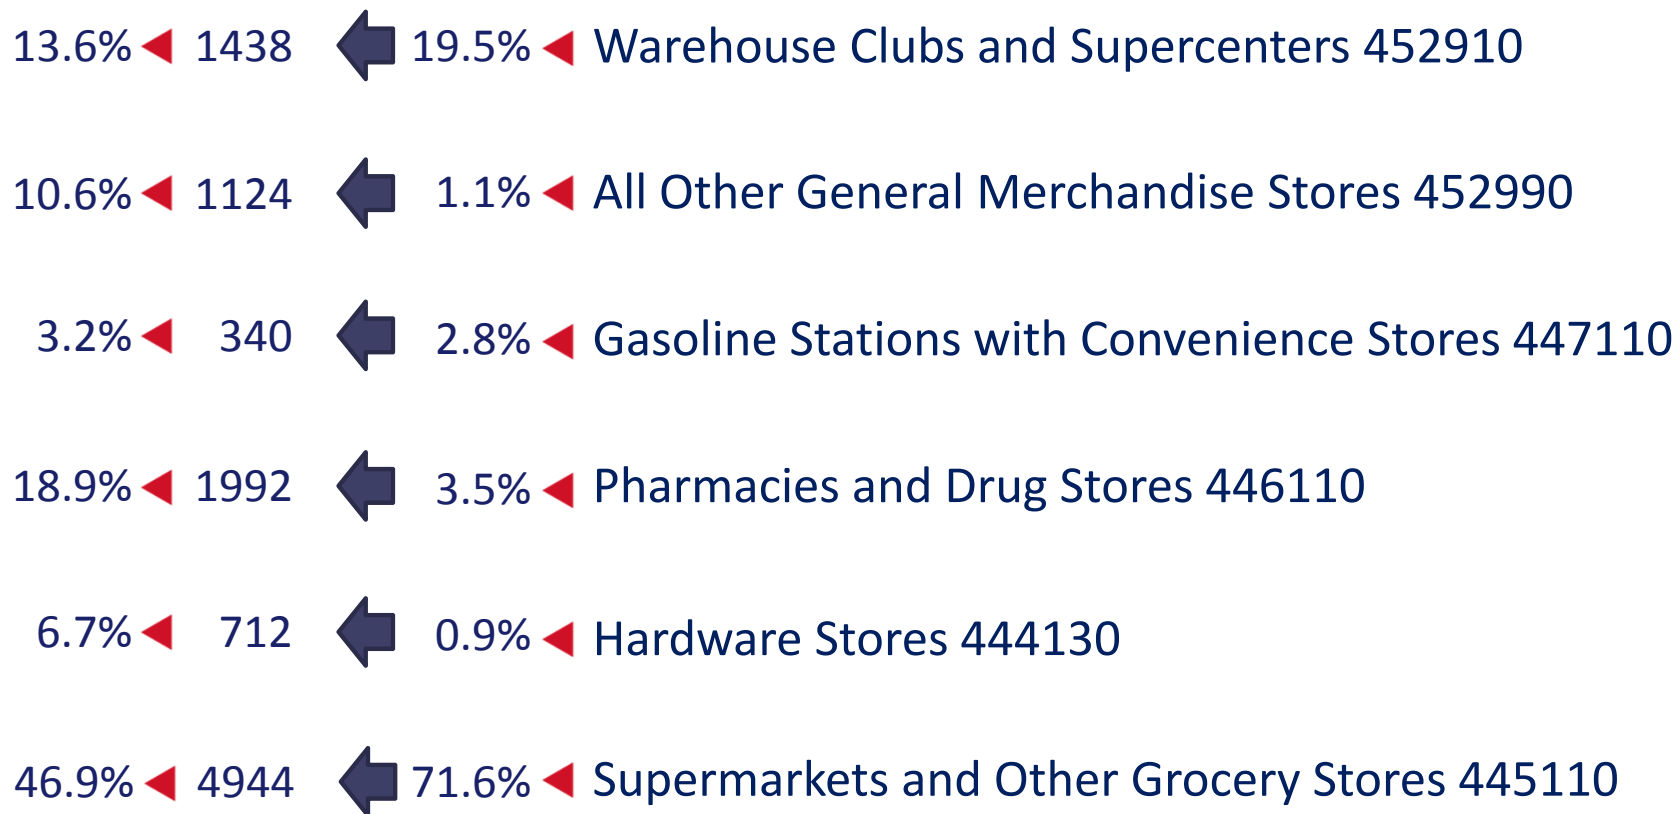 13.6% 1438 19.5% Warehouse Clubs and Supercenters 452910
10.6% 1124 1.1% All Other General Merchandise Stores 452990
3.2% 340 2.8% Gasoline Stations with Convenience Stores 447110
18.9% 1992 3.5% Pharmacies and Drug Stores 446110
6.7% 712 0.9% Hardware Stores 444130
46.9% 4944 71.6% Supermarkets and Other Grocery Stores 445110